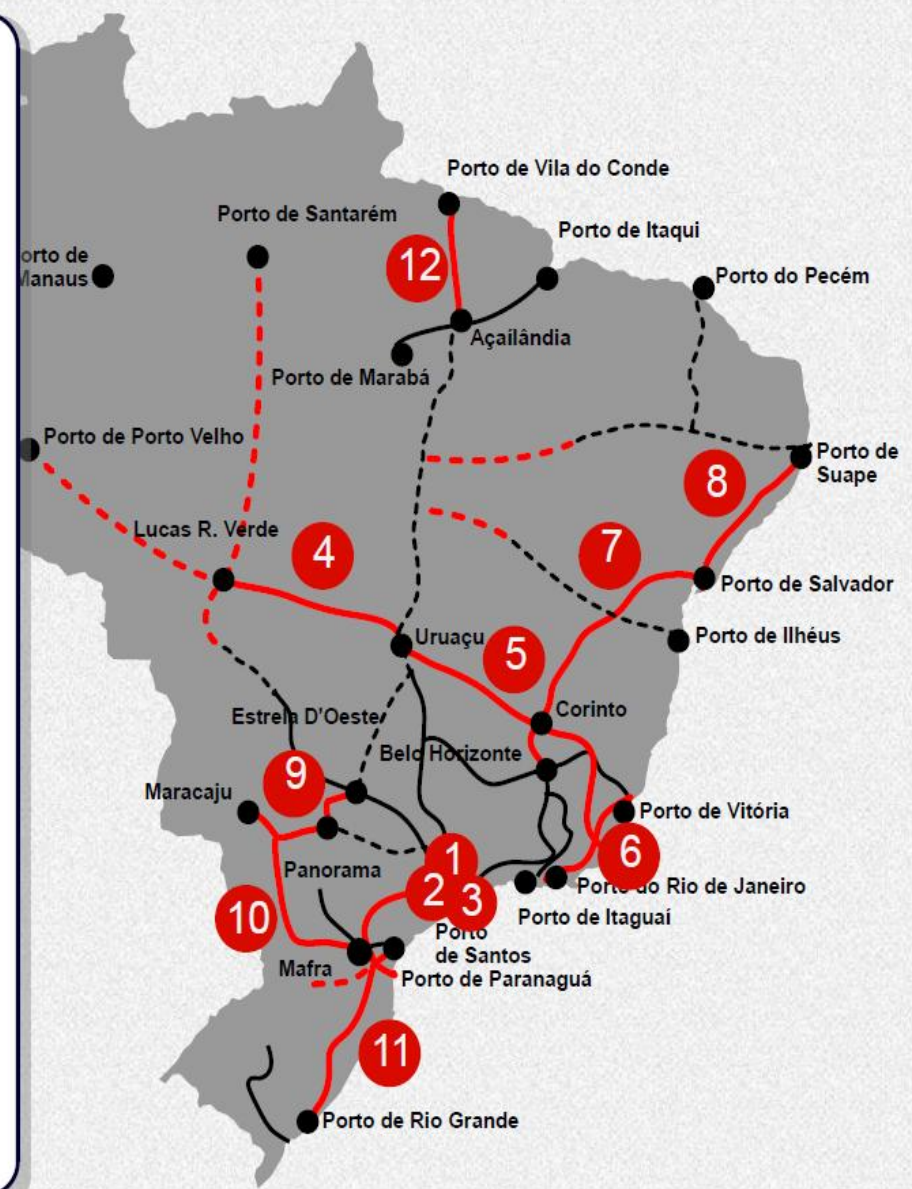 Porto de Vila do Conde
Porto de Santarém
Porto de Itaqui
12
orto de
Manaus
Porto do Pecém
Açailândia
Porto de Marabá
Porto de Porto Velho
Porto de
Suape
8
Lucas R. Verde
4
7
Porto de Salvador
Uruaçu
5
Porto de Ilhéus
Estrela D'Oeste
Corinto
Belo Horizonte
9
Maracaju
Porto de Vitória
1
6
Panorama
2
3
Porto do Rio de Janeiro
10
Porto de Itaguaí
Porto
de Santos
Mafra
Porto de Paranaguá
11
Porto de Rio Grande